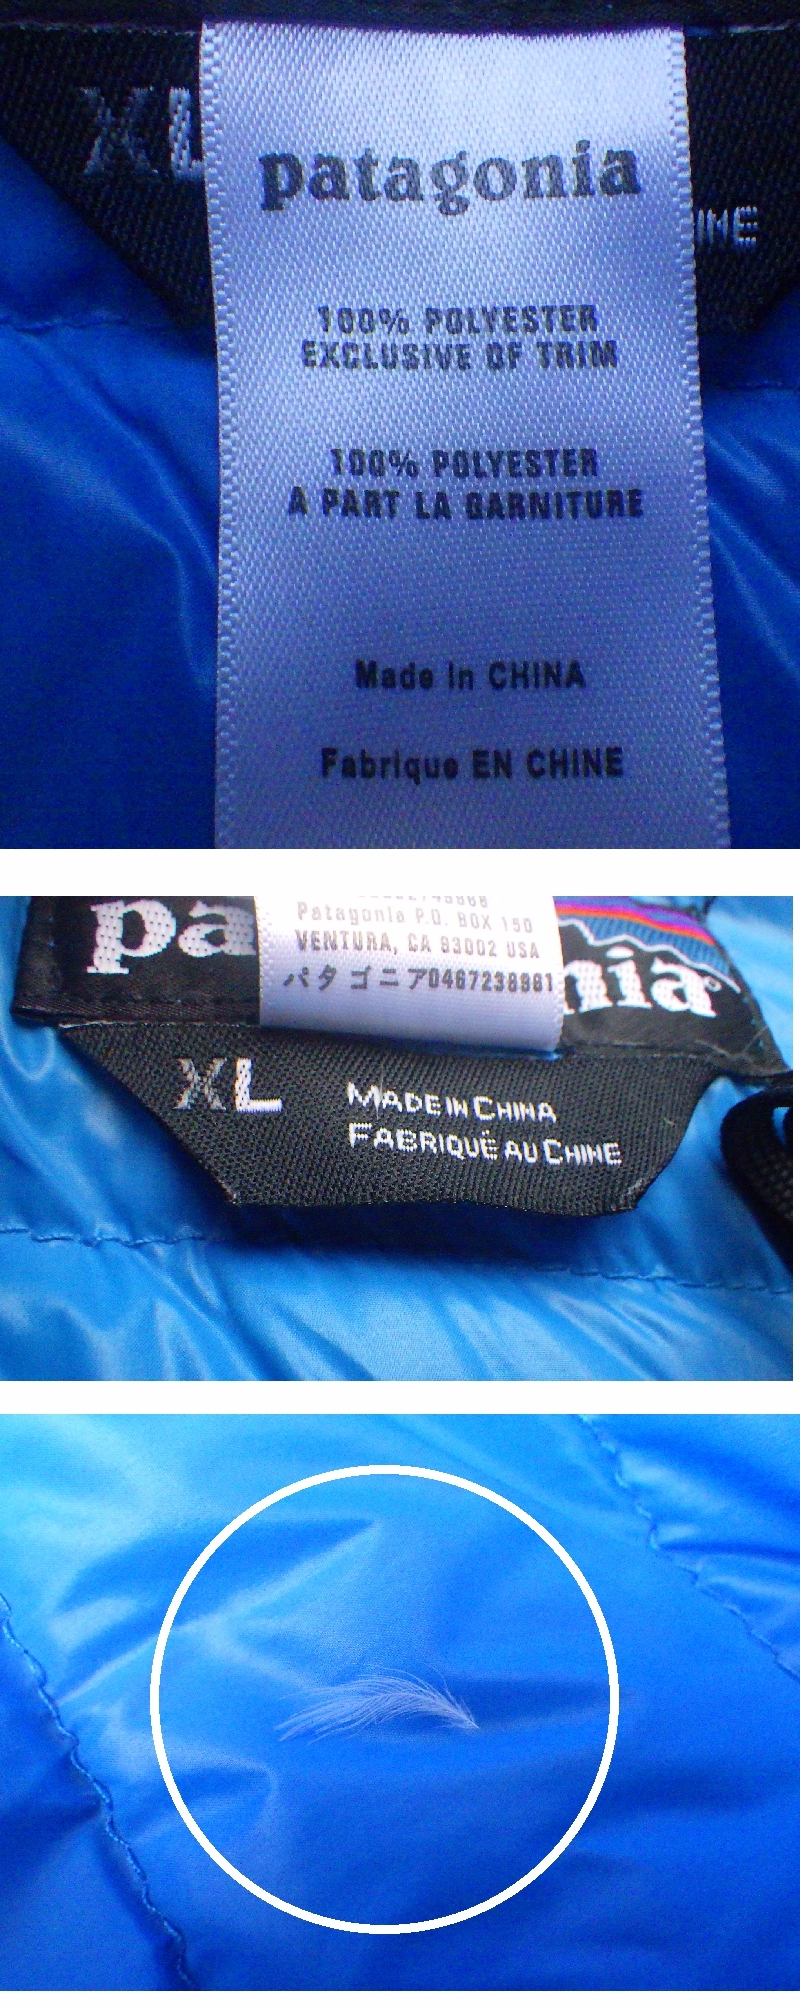 XL
patagonia
INE
100% POLYESTER
EXCLUSIVE OF TRIM
100% POLYESTER
A PART LA GARNITURE
Made in CHINA
Fabrique EN CHINE
pa
nia®
Patagonia P.O. BOX 150
VENTURA, CA 93002 USA
パタゴニア0467238981
XL
MADE IN CHINA
FABRIQUË AU CHINE